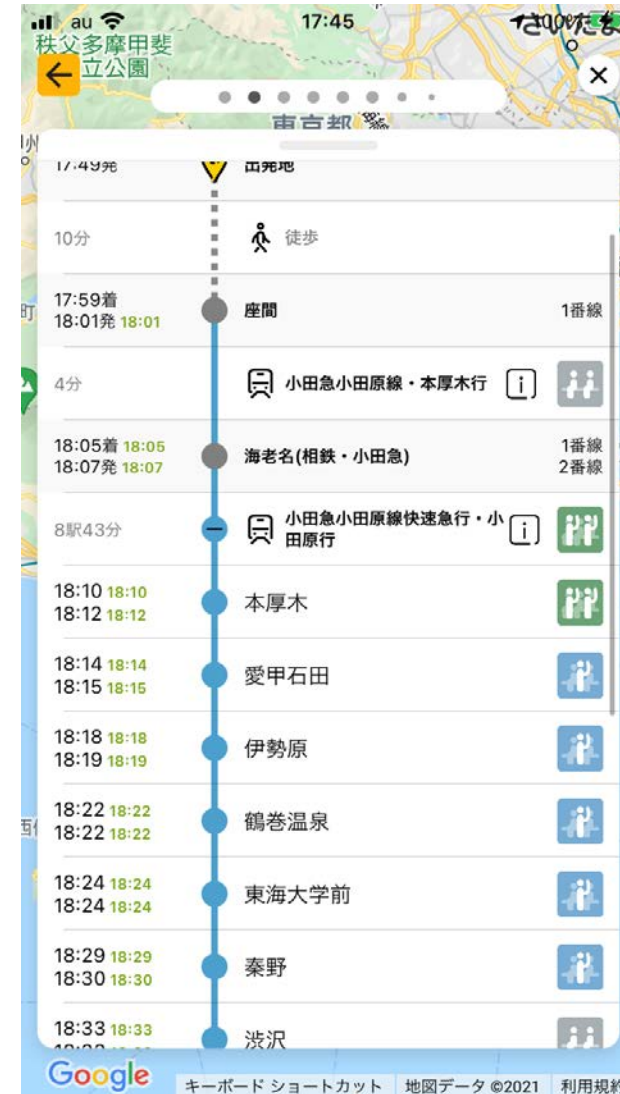 au
17:45
秩父多摩甲斐
立公園
東京都
17:49発 出発地
10分 徒歩
17:59着
18:01発 18:01
座間 1番線
4分 小田急小田原線・本厚木行 i
18:05着 18:05
18:07発 18:07
海老名(相鉄・小田急) 1番線
2番線
8駅43分 小田急小田原線快速急行・小
田原行 i
18:10 18:10
18:12 18:12
本厚木
18:14 18:14
18:15 18:15
愛甲石田
18:18 18:18
18:19 18:19
伊勢原
18:22 18:22
18:22 18:22
鶴巻温泉
18:24 18:24
18:24 18:24
東海大学前
18:29 18:29
18:30 18:30
秦野
18:33 18:33
渋沢
Google
キーボード ショートカット 地図データ ©2021 利用規約